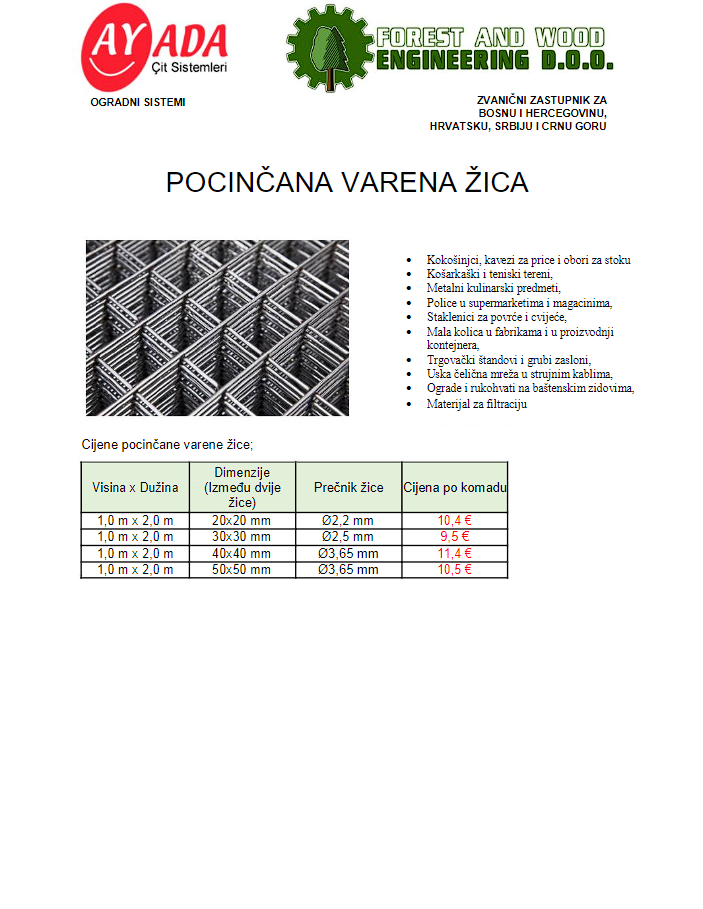 AYADA
Çit Sistemleri
FOREST AND WOOD
ENGINEERING D.O.O.
OGRADNI SISTEMI
ZVANIČNI ZASTUPNIK ZA
BOSNU I HERCEGOVINU,
HRVATSKU, SRBIJU I CRNU GORU
POCINČANA VARENA ŽICA
• Kokošinjci, kavezi za price i obori za stoku
• Košarkaški i teniski tereni,
• Metalni kulinarski predmeti,
• Police u supermarketima i magacinima,
• Staklenici za povrće i cvijeće,
• Mala kolica u fabrikama i u proizvodnji
kontejnera,
• Trgovački štandovi i grubi zasloni,
• Uska čelična mreža u strujnim kablima,
• Ograde i rukohvati na baštenskim zidovima,
• Materijal za filtraciju
Cijene pocinčane varene žice;
Visina x Dužina Dimenzije (Između dvije žice) Prečnik žice Cijena po komadu
1,0 m x 2,0 m 20x20 mm Ø2,2 mm 10,4 €
1,0 m x 2,0 m 30x30 mm Ø2,5 mm 9,5 €
1,0 m x 2,0 m 40x40 mm Ø3,65 mm 11,4 €
1,0 m x 2,0 m 50x50 mm Ø3,65 mm 10,5 €